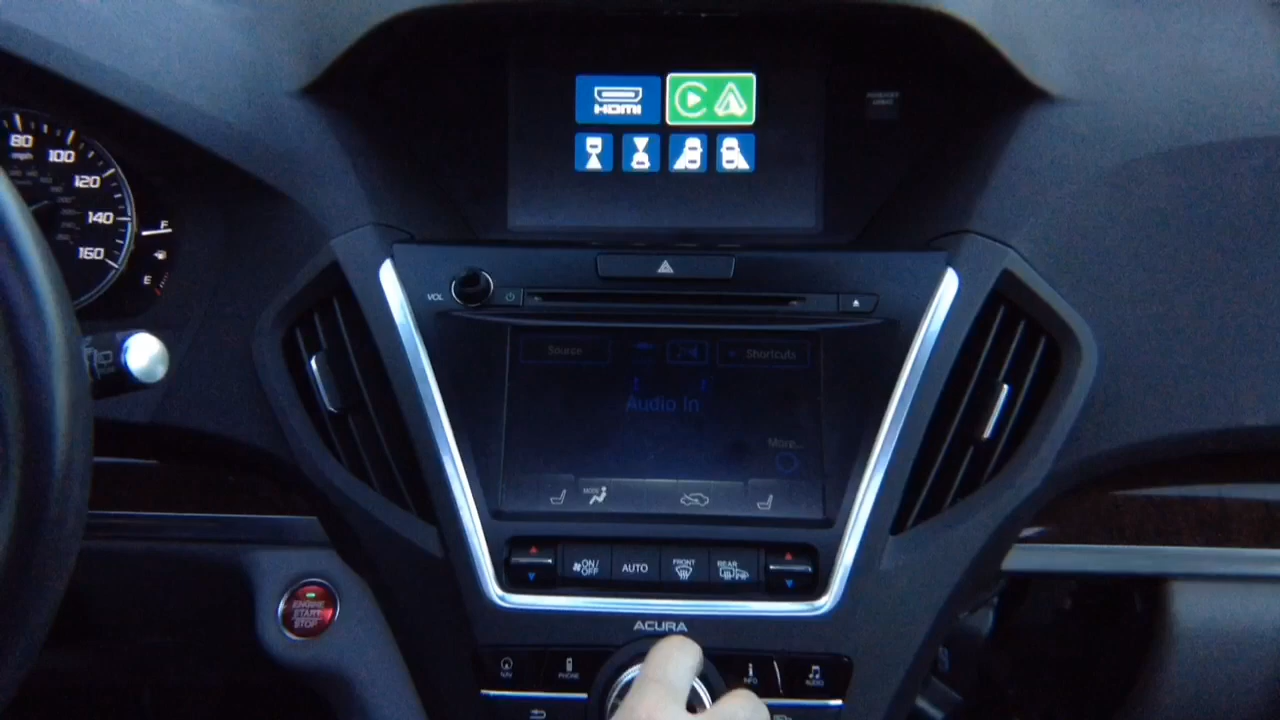 HDMI
80
mph
100
120
140
160
F
E
VOL
Source
Shortcuts
Audio In
More...
MODE
ON/
OFF
AUTO
FRONT
REAR
ENGINE
START
STOP
ACURA
NAV
PHONE
INFO
AUDIO